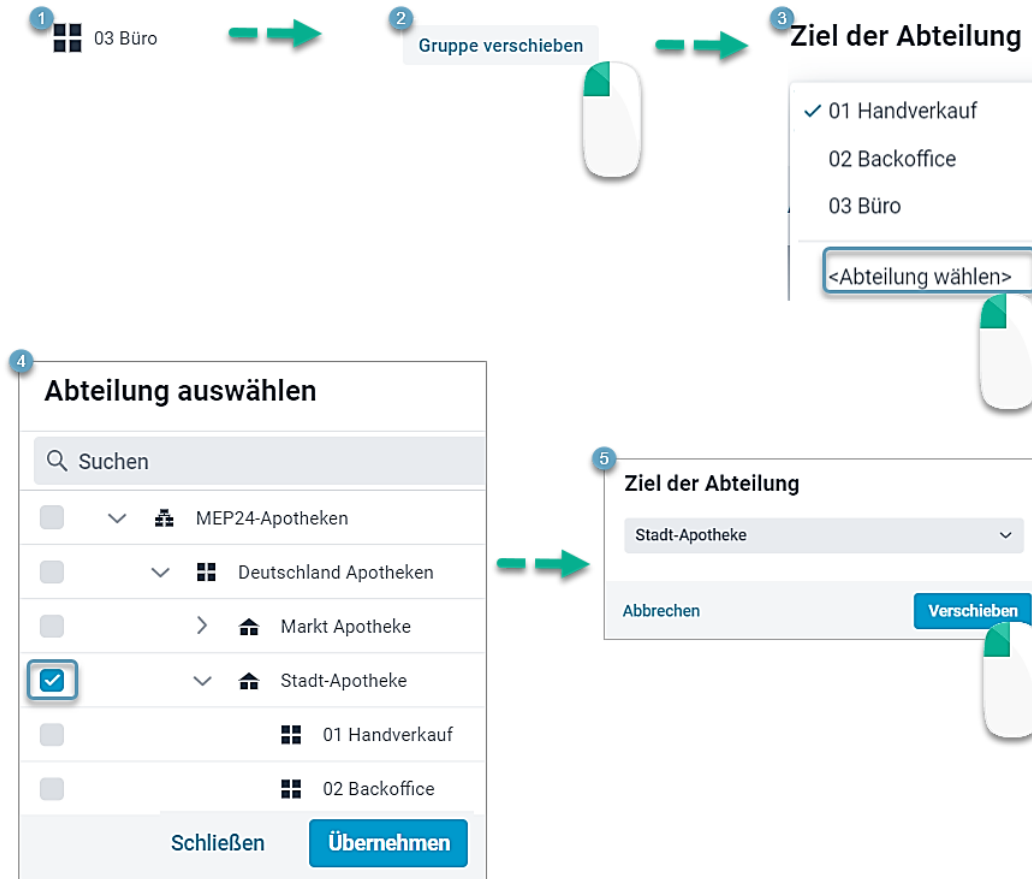 1
03 Büro
2
Gruppe verschieben
3
Ziel der Abteilung
01 Handverkauf
02 Backoffice
03 Büro
<Abteilung wählen>
4
Abteilung auswählen
Suchen
MEP24-Apotheken
Deutschland Apotheken
Markt Apotheke
Stadt-Apotheke
01 Handverkauf
02 Backoffice
Schließen Übernehmen
5
Ziel der Abteilung
Stadt-Apotheke
Abbrechen Verschieben